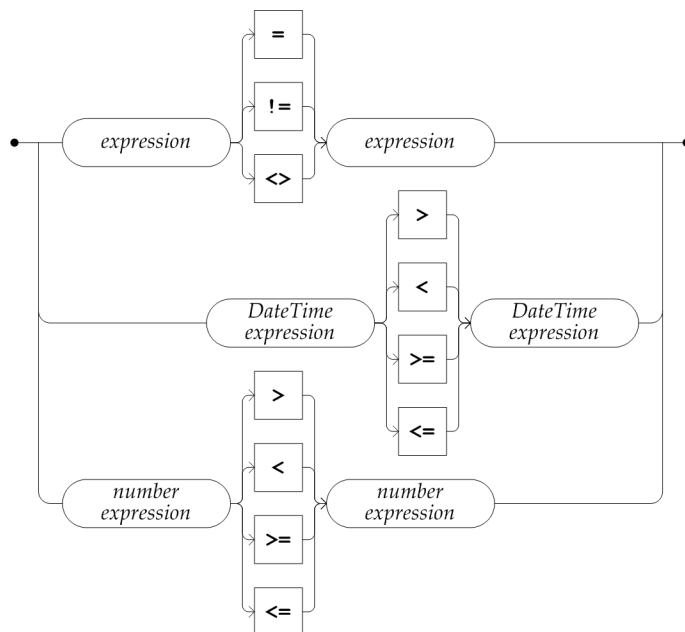 =
!=
<>
expression
expression
>
<
>=
<=
DateTime
expression
DateTime
expression
>
<
>=
<=
number
expression
number
expression